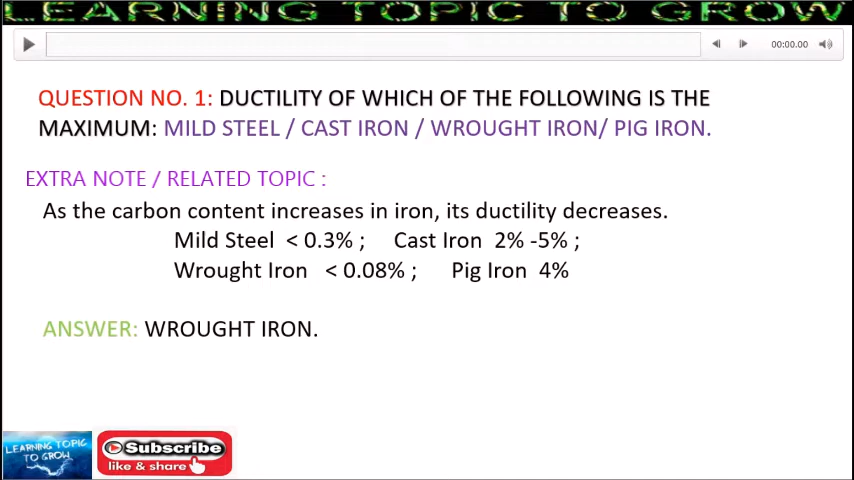 LEARNING TOPIC TO GROW
00:00.00
QUESTION NO. 1: DUCTILITY OF WHICH OF THE FOLLOWING IS THE
MAXIMUM: MILD STEEL / CAST IRON / WROUGHT IRON/ PIG IRON.
EXTRA NOTE / RELATED TOPIC :
As the carbon content increases in iron, its ductility decreases.
Mild Steel < 0.3% ; Cast Iron 2% -5% ;
Wrought Iron < 0.08% ; Pig Iron 4%
ANSWER: WROUGHT IRON.
LEARNING TOPIC
TO GROW
Subscribe
like & share